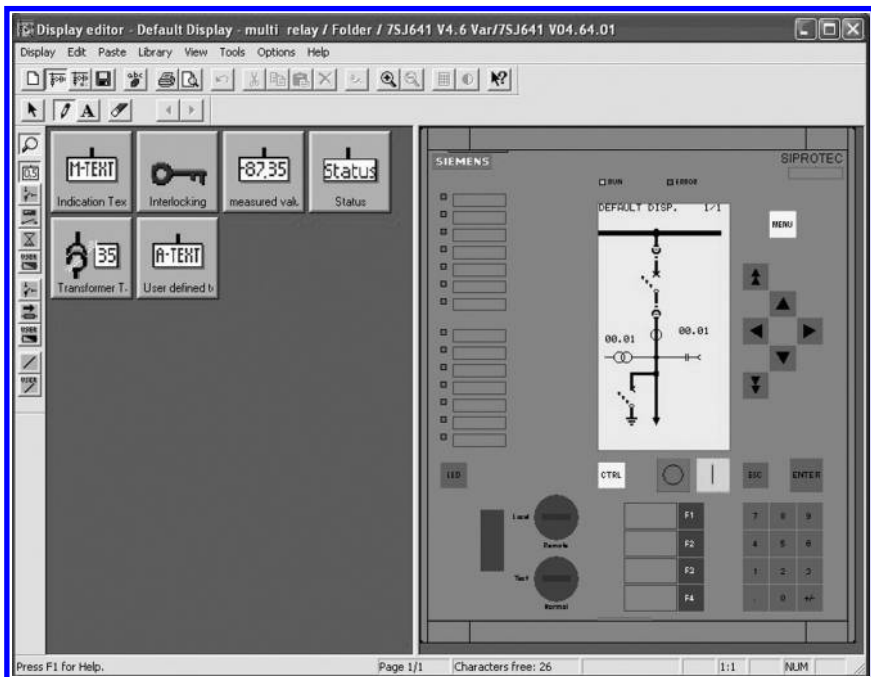 Display editor - Default Display - multi relay / Folder / 7SJ641 V4.6 Var/7SJ641 V04.64.01
Display Edit Paste Library View Tools Options Help
abc
A
M-TEXT
-87,35
Status
Indication Tex
Interlocking
measured valu
Status
35
A-TEXT
Transformer T.
User defined t
USER
USER
USER
SIEMENS
SIPROTEC
RUN
ERROR
DEFAULT DISP. 1/1
MENU
00.01
00.01
LED
CTRL
ESC
ENTER
Local
Remote
Test
Normal
F1
F2
F3
F4
7 8 9
4 5 6
1 2 3
. 0 +/-
Press F1 for Help.
Page 1/1
Characters free: 26
1:1
NUM